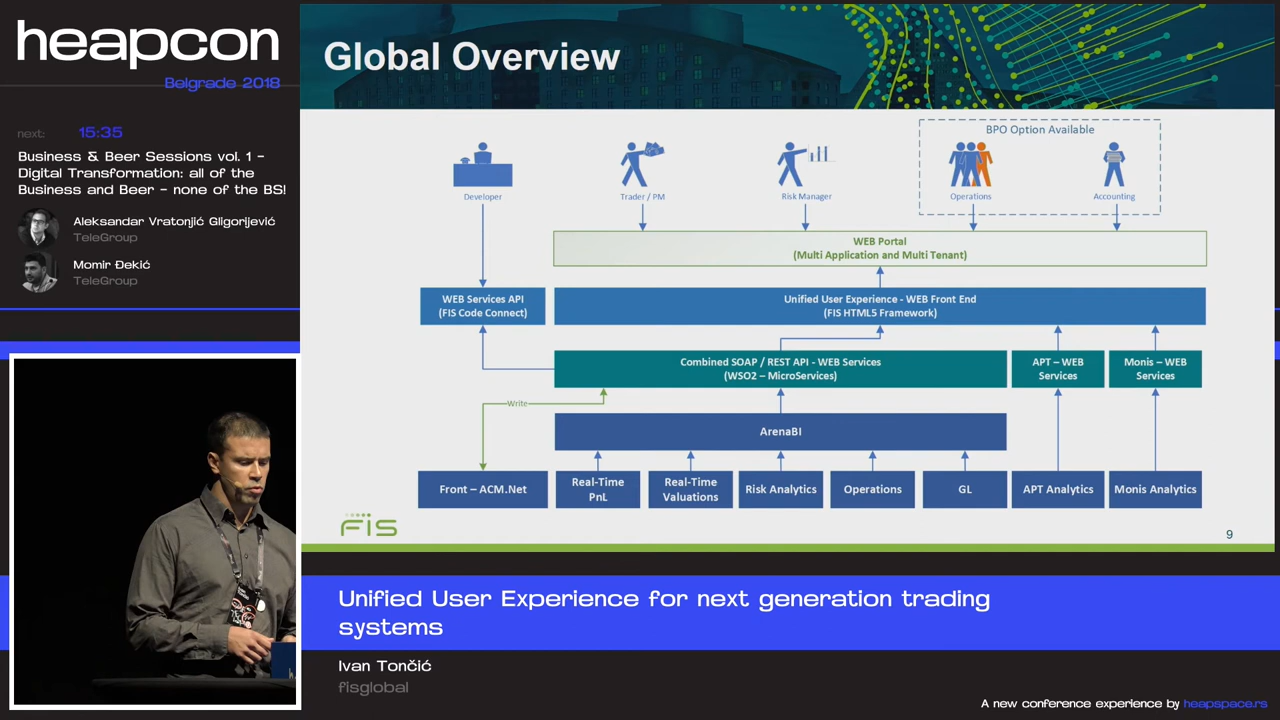 heapcon
Belgrade 2018
next: 15:35
Business & Beer Sessions vol. 1 -
Digital Transformation: all of the
Business and Beer - none of the BS!
Aleksandar Vratonjić Gligorijević
TeleGroup
Momir Đekić
TeleGroup
Global Overview
BPO Option Available
Developer
Trader / PM
Risk Manager
Operations
Accounting
WEB Portal
(Multi Application and Multi Tenant)
WEB Services API
(FIS Code Connect)
Unified User Experience - WEB Front End
(FIS HTML5 Framework)
Combined SOAP / REST API - WEB Services
(WSO2 – MicroServices)
APT – WEB
Services
Monis – WEB
Services
Write
ArenaBI
Front – ACM.Net
Real-Time
PnL
Real-Time
Valuations
Risk Analytics
Operations
GL
APT Analytics
Monis Analytics
FIS
9
Unified User Experience for next generation trading
systems
Ivan Tončić
fisglobal
A new conference experience by heapspace.rs